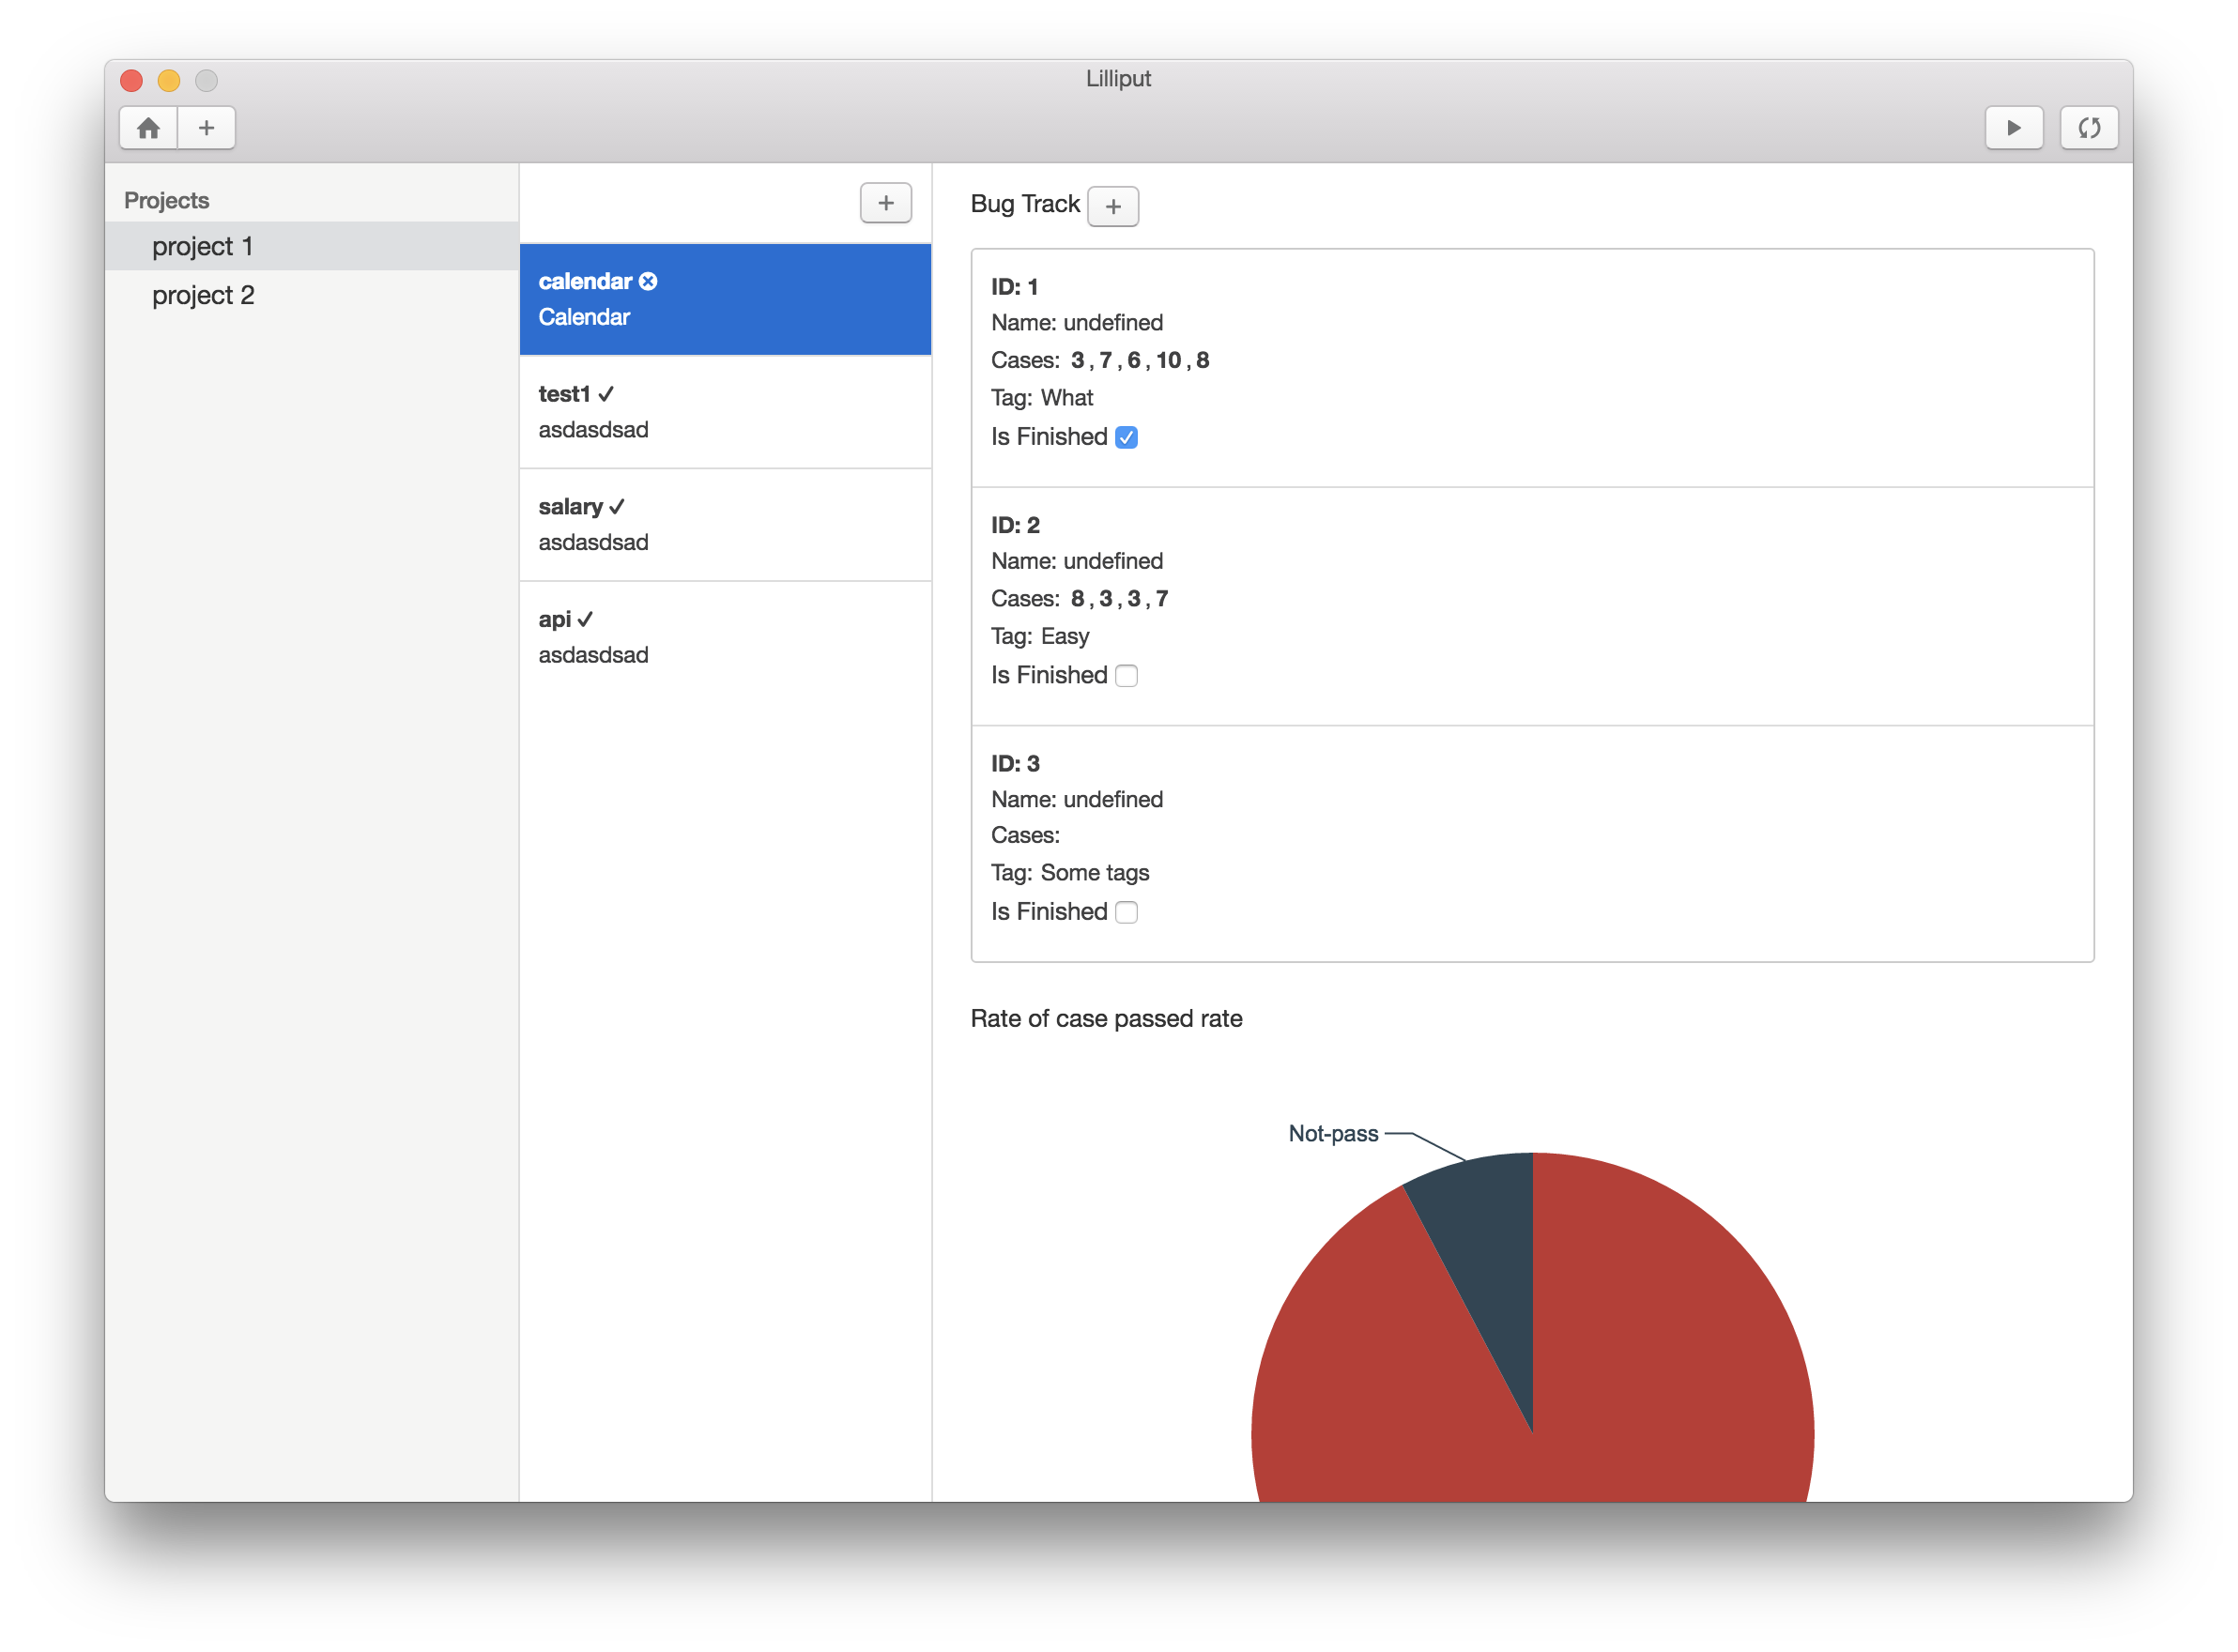 Lilliput
Projects
project 1
project 2
calendar
Calendar
test1 ✓
asdasdsad
salary ✓
asdasdsad
api ✓
asdasdsad
Bug Track +
ID: 1
Name: undefined
Cases: 3 , 7 , 6 , 10 , 8
Tag: What
Is Finished
ID: 2
Name: undefined
Cases: 8 , 3 , 3 , 7
Tag: Easy
Is Finished
ID: 3
Name: undefined
Cases:
Tag: Some tags
Is Finished
Rate of case passed rate
Not-pass